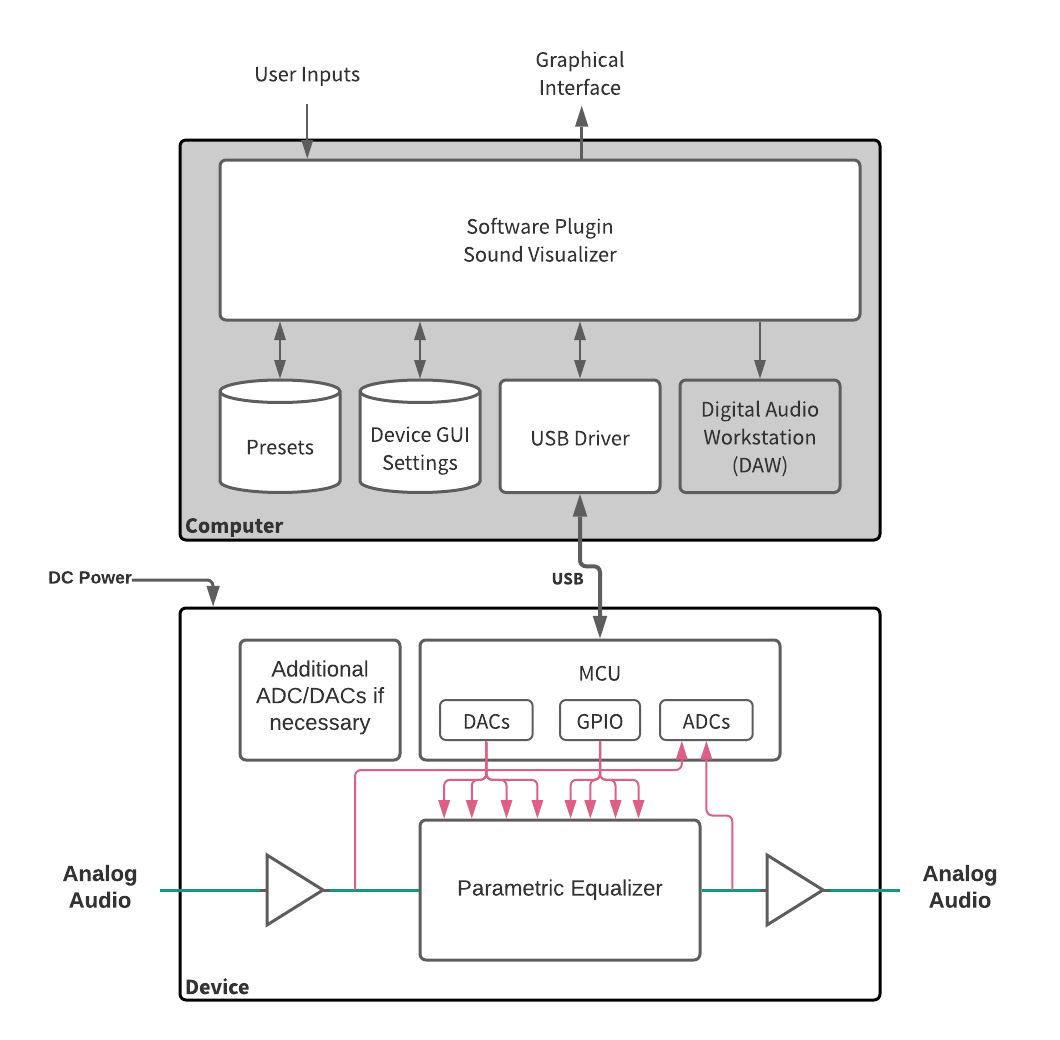 User Inputs
Graphical
Interface
Software Plugin
Sound Visualizer
Presets
Device GUI
Settings
USB Driver
Digital Audio
Workstation
(DAW)
Computer
USB
DC Power
Additional
ADC/DACs if
necessary
MCU
DACs
GPIO
ADCs
Analog
Audio
Parametric Equalizer
Analog
Audio
Device